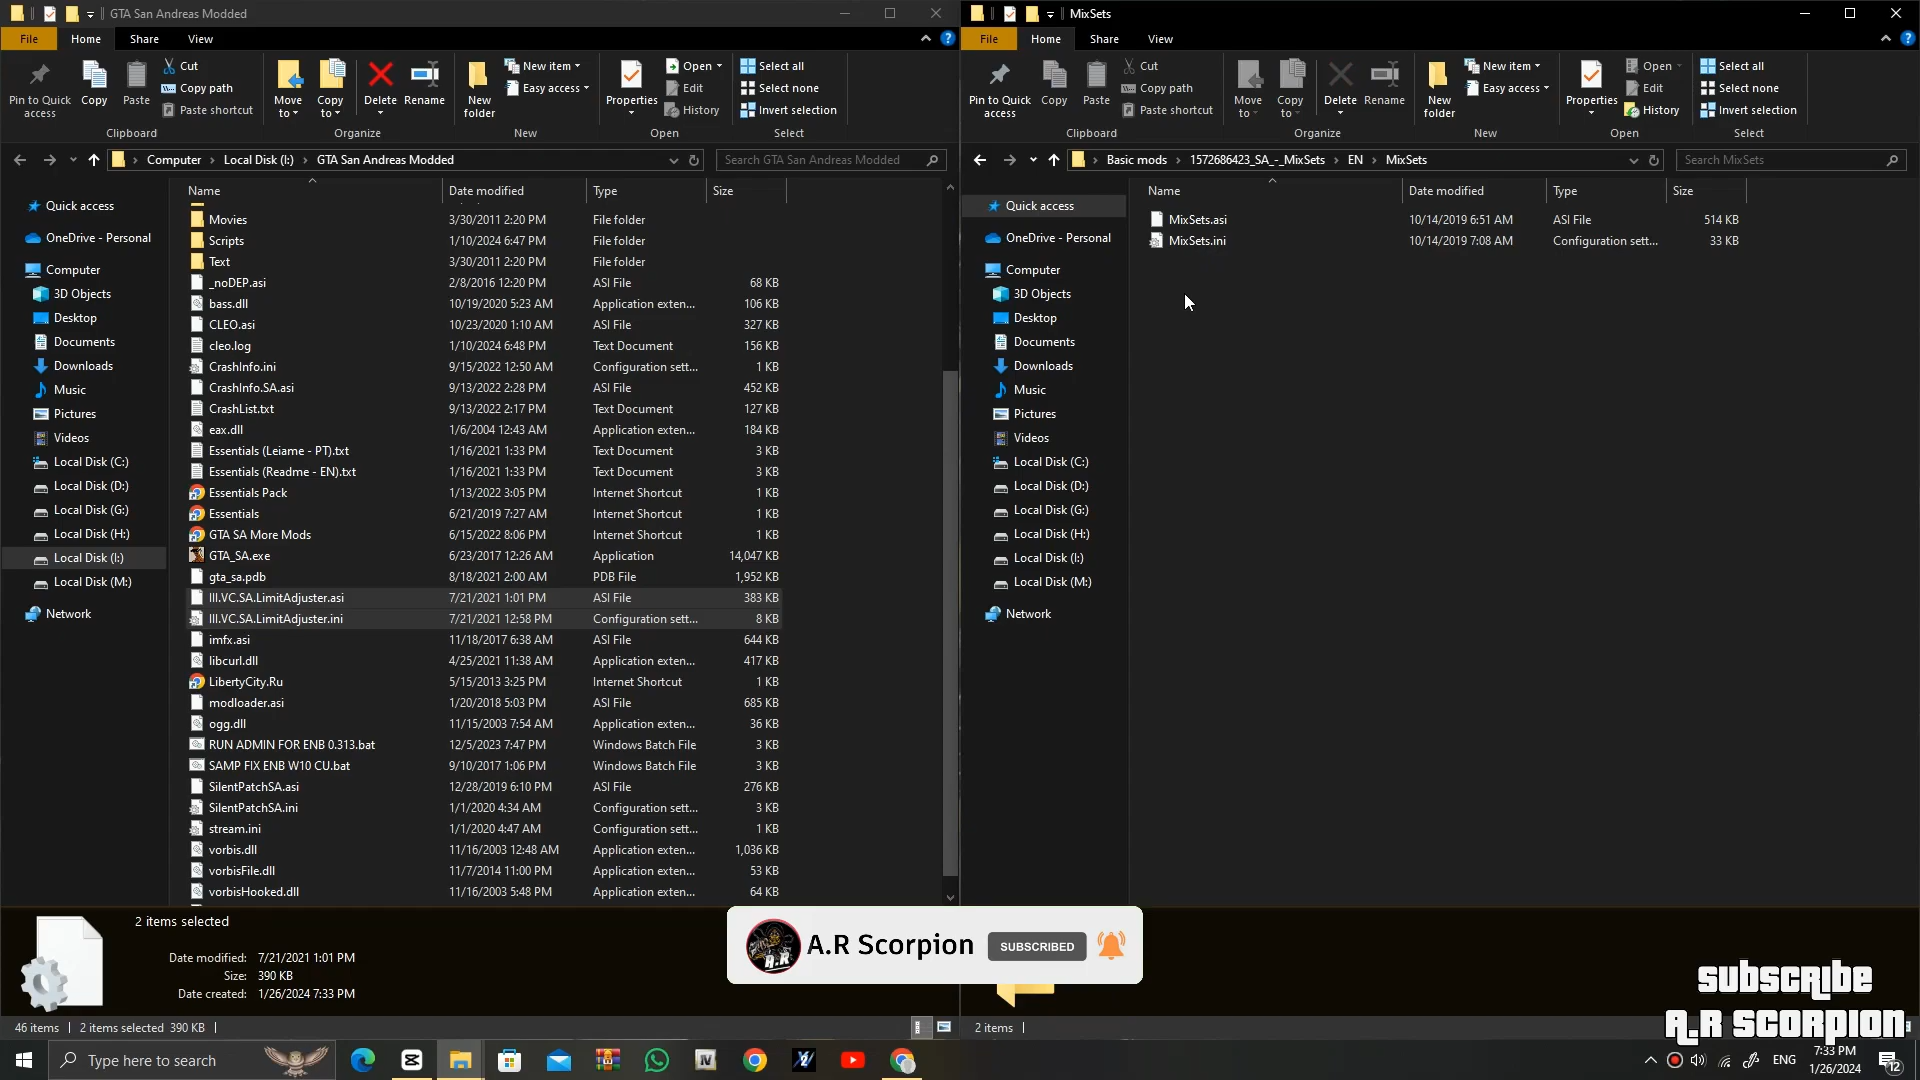 GTA San Andreas Modded
File Home Share View
Pin to Quick access
Copy
Paste
Cut
Copy path
Paste shortcut
Clipboard
Move to
Copy to
Delete
Rename
Organize
New folder
New item
Easy access
New
Properties
Open
Edit
History
Open
Select all
Select none
Invert selection
Select
Computer › Local Disk (I:) › GTA San Andreas Modded
Search GTA San Andreas Modded
Quick access
OneDrive - Personal
Computer
3D Objects
Desktop
Documents
Downloads
Music
Pictures
Videos
Local Disk (C:)
Local Disk (D:)
Local Disk (G:)
Local Disk (H:)
Local Disk (I:)
Local Disk (M:)
Network
Name Date modified Type Size
Movies 3/30/2011 2:20 PM File folder
Scripts 1/10/2024 6:47 PM File folder
Text 3/30/2011 2:20 PM File folder
_noDEP.asi 2/8/2016 12:20 PM ASI File 68 KB
bass.dll 10/19/2020 5:23 AM Application exten... 106 KB
CLEO.asi 10/23/2020 1:10 AM ASI File 327 KB
cleo.log 1/10/2024 6:48 PM Text Document 156 KB
CrashInfo.ini 9/15/2022 12:50 AM Configuration sett... 1 KB
CrashInfo.SA.asi 9/13/2022 2:28 PM ASI File 452 KB
CrashList.txt 9/13/2022 2:17 PM Text Document 127 KB
eax.dll 1/6/2004 12:43 AM Application exten... 184 KB
Essentials (Leiame - PT).txt 1/16/2021 1:33 PM Text Document 3 KB
Essentials (Readme - EN).txt 1/16/2021 1:33 PM Text Document 3 KB
Essentials Pack 1/13/2022 3:05 PM Internet Shortcut 1 KB
Essentials 6/21/2019 7:27 AM Internet Shortcut 1 KB
GTA SA More Mods 6/15/2022 8:06 PM Internet Shortcut 1 KB
GTA_SA.exe 6/23/2017 12:26 AM Application 14,047 KB
gta_sa.pdb 8/18/2021 2:00 AM PDB File 1,952 KB
III.VC.SA.LimitAdjuster.asi 7/21/2021 1:01 PM ASI File 383 KB
III.VC.SA.LimitAdjuster.ini 7/21/2021 12:58 PM Configuration sett... 8 KB
imfx.asi 11/18/2017 6:38 AM ASI File 644 KB
libcurl.dll 4/25/2021 11:38 AM Application exten... 417 KB
LibertyCity.Ru 5/15/2013 3:25 PM Internet Shortcut 1 KB
modloader.asi 1/20/2018 5:03 PM ASI File 685 KB
ogg.dll 11/15/2003 7:54 AM Application exten... 36 KB
RUN ADMIN FOR ENB 0.313.bat 12/5/2023 7:47 PM Windows Batch File 3 KB
SAMP FIX ENB W10 CU.bat 9/10/2017 1:06 PM Windows Batch File 3 KB
SilentPatchSA.asi 12/28/2019 6:10 PM ASI File 276 KB
SilentPatchSA.ini 1/1/2020 4:34 AM Configuration sett... 3 KB
stream.ini 1/1/2020 4:47 AM Configuration sett... 1 KB
vorbis.dll 11/16/2003 12:48 AM Application exten... 1,036 KB
vorbisFile.dll 11/7/2014 11:00 PM Application exten... 53 KB
vorbisHooked.dll 11/16/2003 5:48 PM Application exten... 64 KB
2 items selected
Date modified: 7/21/2021 1:01 PM
Size: 390 KB
Date created: 1/26/2024 7:33 PM
46 items 2 items selected 390 KB
MixSets
File Home Share View
Pin to Quick access
Copy
Paste
Cut
Copy path
Paste shortcut
Clipboard
Move to
Copy to
Delete
Rename
Organize
New folder
New item
Easy access
New
Properties
Open
Edit
History
Open
Select all
Select none
Invert selection
Select
Basic mods › 1572686423_SA_-_MixSets › EN › MixSets
Search MixSets
Quick access
OneDrive - Personal
Computer
3D Objects
Desktop
Documents
Downloads
Music
Pictures
Videos
Local Disk (C:)
Local Disk (D:)
Local Disk (G:)
Local Disk (H:)
Local Disk (I:)
Local Disk (M:)
Network
Name Date modified Type Size
MixSets.asi 10/14/2019 6:51 AM ASI File 514 KB
MixSets.ini 10/14/2019 7:08 AM Configuration sett... 33 KB
2 items
A.R
A.R Scorpion SUBSCRIBED
SUBSCRIBE
A.R SCORPION
Type here to search
IV
ENG
7:33 PM
1/26/2024
12